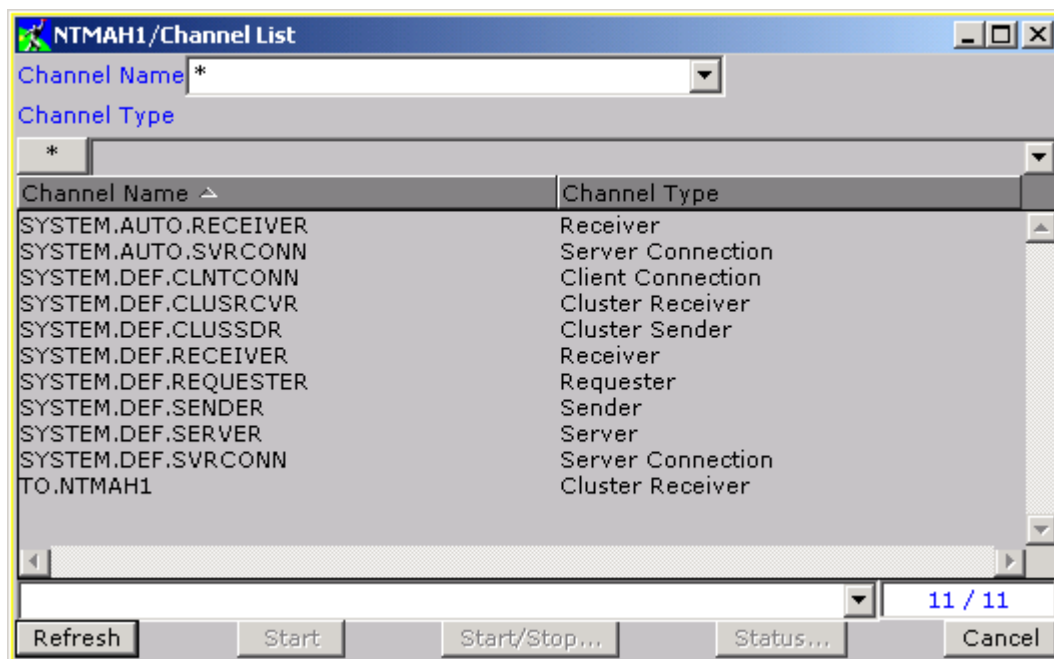 NTMAH1/Channel List
Channel Name *
Channel Type
*
Channel Name Channel Type
SYSTEM.AUTO.RECEIVER Receiver
SYSTEM.AUTO.SVRCONN Server Connection
SYSTEM.DEF.CLNTCONN Client Connection
SYSTEM.DEF.CLUSRCVR Cluster Receiver
SYSTEM.DEF.CLUSSDR Cluster Sender
SYSTEM.DEF.RECEIVER Receiver
SYSTEM.DEF.REQUESTER Requester
SYSTEM.DEF.SENDER Sender
SYSTEM.DEF.SERVER Server
SYSTEM.DEF.SVRCONN Server Connection
TO.NTMAH1 Cluster Receiver
11 / 11
Refresh Start Start/Stop... Status... Cancel